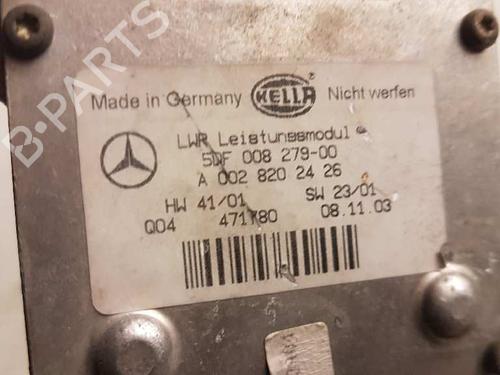 B-PARTS
Made in Germany HELLA Nicht werfen
LWR Leistungsmodul
5DF 008 279-00
A 002 820 24 26
HW 41/01 SW 23/01
Q04 471780 08.11.03